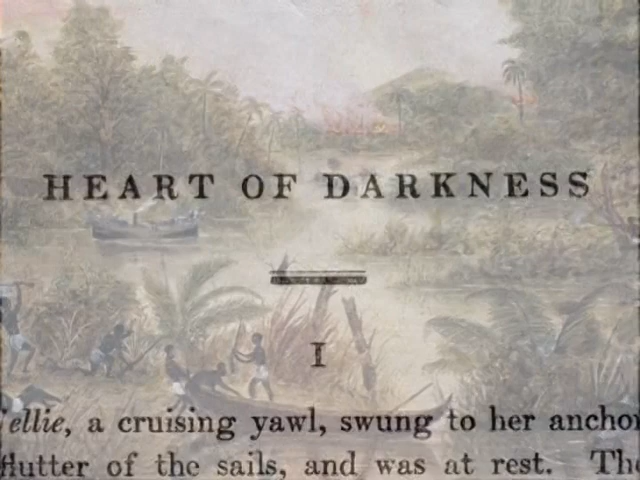 HEART OF DARKNESS
I
ellie, a cruising yawl, swung to her anchor
flutter of the sails, and was at rest. The